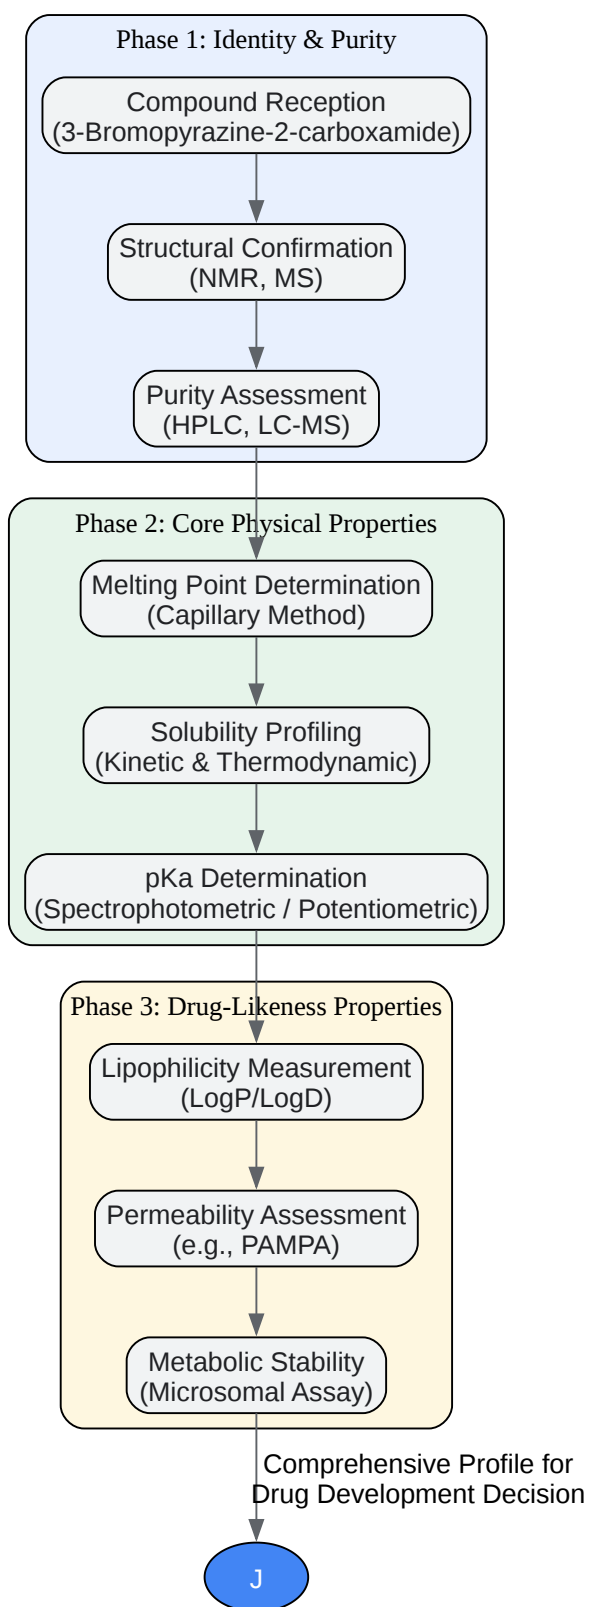 Phase 1: Identity & Purity
Compound Reception
(3-Bromopyrazine-2-carboxamide)
Structural Confirmation
(NMR, MS)
Purity Assessment
(HPLC, LC-MS)
Phase 2: Core Physical Properties
Melting Point Determination
(Capillary Method)
Solubility Profiling
(Kinetic & Thermodynamic)
pKa Determination
(Spectrophotometric / Potentiometric)
Phase 3: Drug-Likeness Properties
Lipophilicity Measurement
(LogP/LogD)
Permeability Assessment
(e.g., PAMPA)
Metabolic Stability
(Microsomal Assay)
Comprehensive Profile for
Drug Development Decision
J